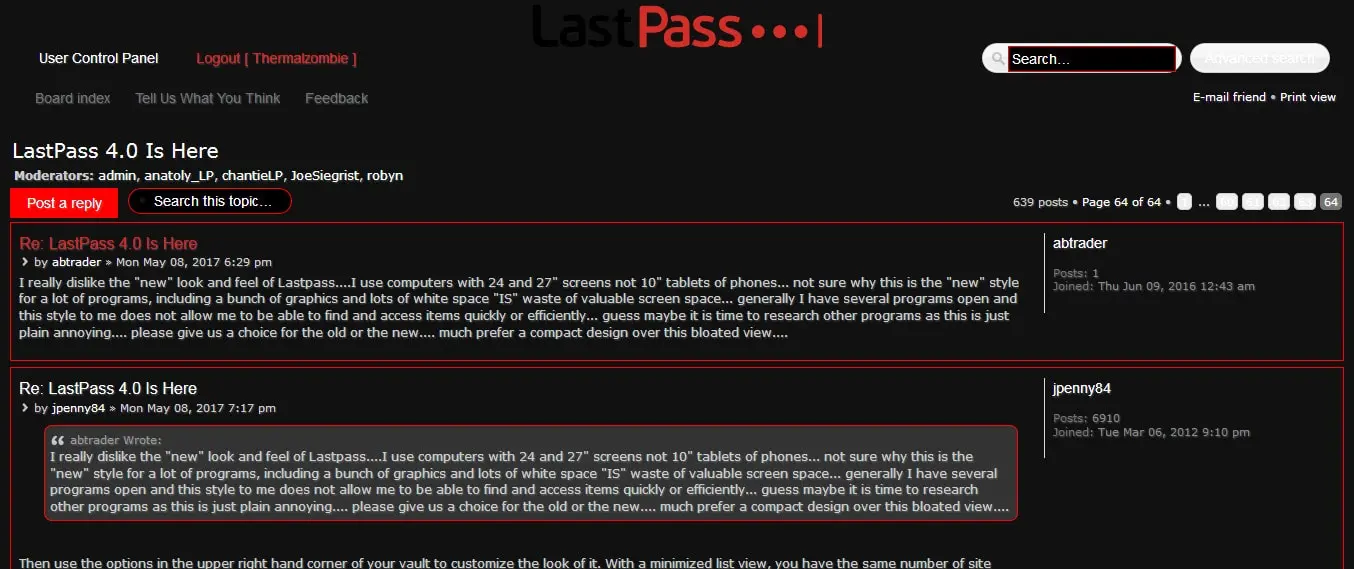 LastPass
User Control Panel Logout [ Thermalzombie ]
Search...
Advanced search
Board index Tell Us What You Think Feedback
E-mail friend • Print view
LastPass 4.0 Is Here
Moderators: admin, anatoly_LP, chantieLP, JoeSiegrist, robyn
Post a reply
Search this topic...
639 posts • Page 64 of 64 • 1 ... 60 61 62 63 64
Re: LastPass 4.0 Is Here
by abtrader » Mon May 08, 2017 6:29 pm
I really dislike the "new" look and feel of Lastpass....I use computers with 24 and 27" screens not 10" tablets of phones... not sure why this is the "new" style
for a lot of programs, including a bunch of graphics and lots of white space "IS" waste of valuable screen space... generally I have several programs open and
this style to me does not allow me to be able to find and access items quickly or efficiently... guess maybe it is time to research other programs as this is just
plain annoying.... please give us a choice for the old or the new.... much prefer a compact design over this bloated view....
abtrader
Posts: 1
Joined: Thu Jun 09, 2016 12:43 am
Re: LastPass 4.0 Is Here
by jpenny84 » Mon May 08, 2017 7:17 pm
abtrader Wrote:
I really dislike the "new" look and feel of Lastpass....I use computers with 24 and 27" screens not 10" tablets of phones... not sure why this is the
"new" style for a lot of programs, including a bunch of graphics and lots of white space "IS" waste of valuable screen space... generally I have several
programs open and this style to me does not allow me to be able to find and access items quickly or efficiently... guess maybe it is time to research
other programs as this is just plain annoying.... please give us a choice for the old or the new.... much prefer a compact design over this bloated view....
Then use the options in the upper right hand corner of your vault to customize the look of it. With a minimized list view, you have the same number of site
jpenny84
Posts: 6910
Joined: Tue Mar 06, 2012 9:10 pm